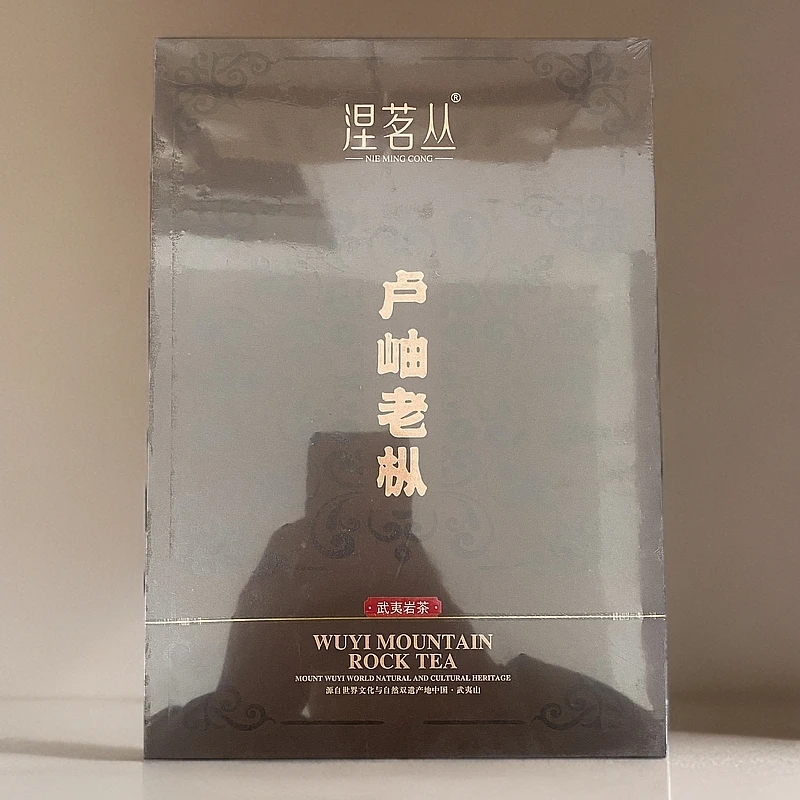 涅茗丛®
NIE MING CONG
卢岫老枞
武夷岩茶
WUYI MOUNTAIN
ROCK TEA
MOUNT WUYI WORLD NATURAL AND CULTURAL HERITAGE
源自世界文化与自然双遗产地中国·武夷山